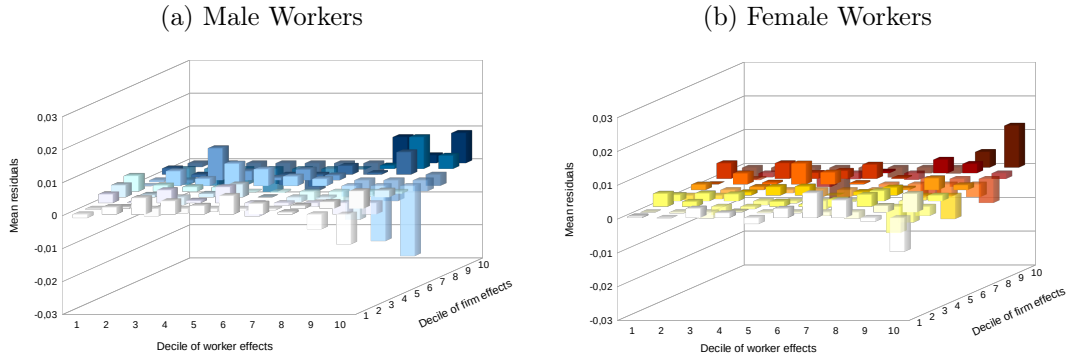 (a) Male Workers
(b) Female Workers
0,03
0,02
0,01
0
-0,01
-0,02
-0,03
Mean residuals
1 2 3 4 5 6 7 8 9 10
Decile of worker effects
1 2 3 4 5 6 7 8 9 10
Decile of firm effects
0,03
0,02
0,01
0
-0,01
-0,02
-0,03
Mean residuals
1 2 3 4 5 6 7 8 9 10
Decile of worker effects
1 2 3 4 5 6 7 8 9 10
Decile of firm effects